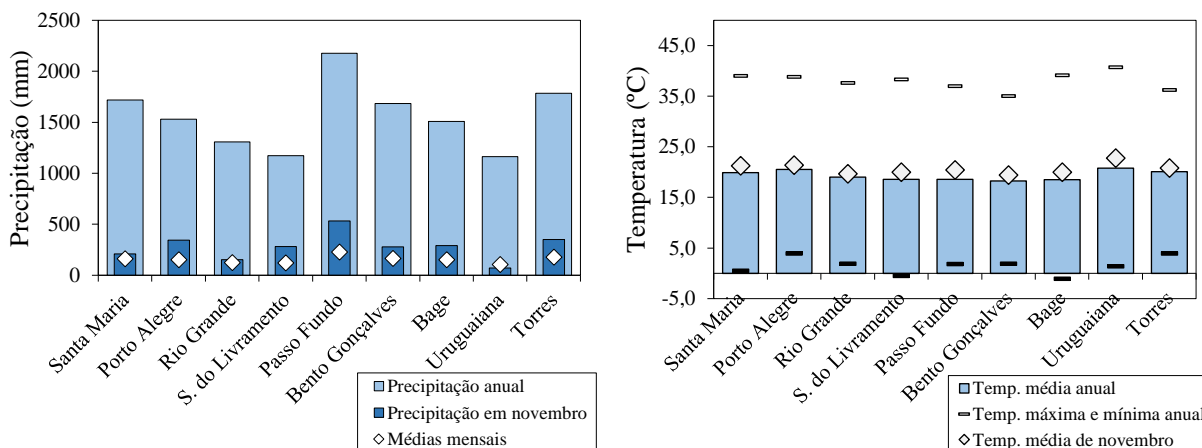 Precipitação (mm)
2500
2000
1500
1000
500
0
Santa Maria
Porto Alegre
Rio Grande
S. do Livramento
Passo Fundo
Bento Gonçalves
Bage
Uruguaiana
Torres
Precipitação anual
Precipitação em novembro
Médias mensais
Temperatura (ºC)
45,0
35,0
25,0
15,0
5,0
-5,0
Santa Maria
Porto Alegre
Rio Grande
S. do Livramento
Passo Fundo
Bento Gonçalves
Bage
Uruguaiana
Torres
Temp. média anual
Temp. máxima e mínima anual
Temp. média de novembro